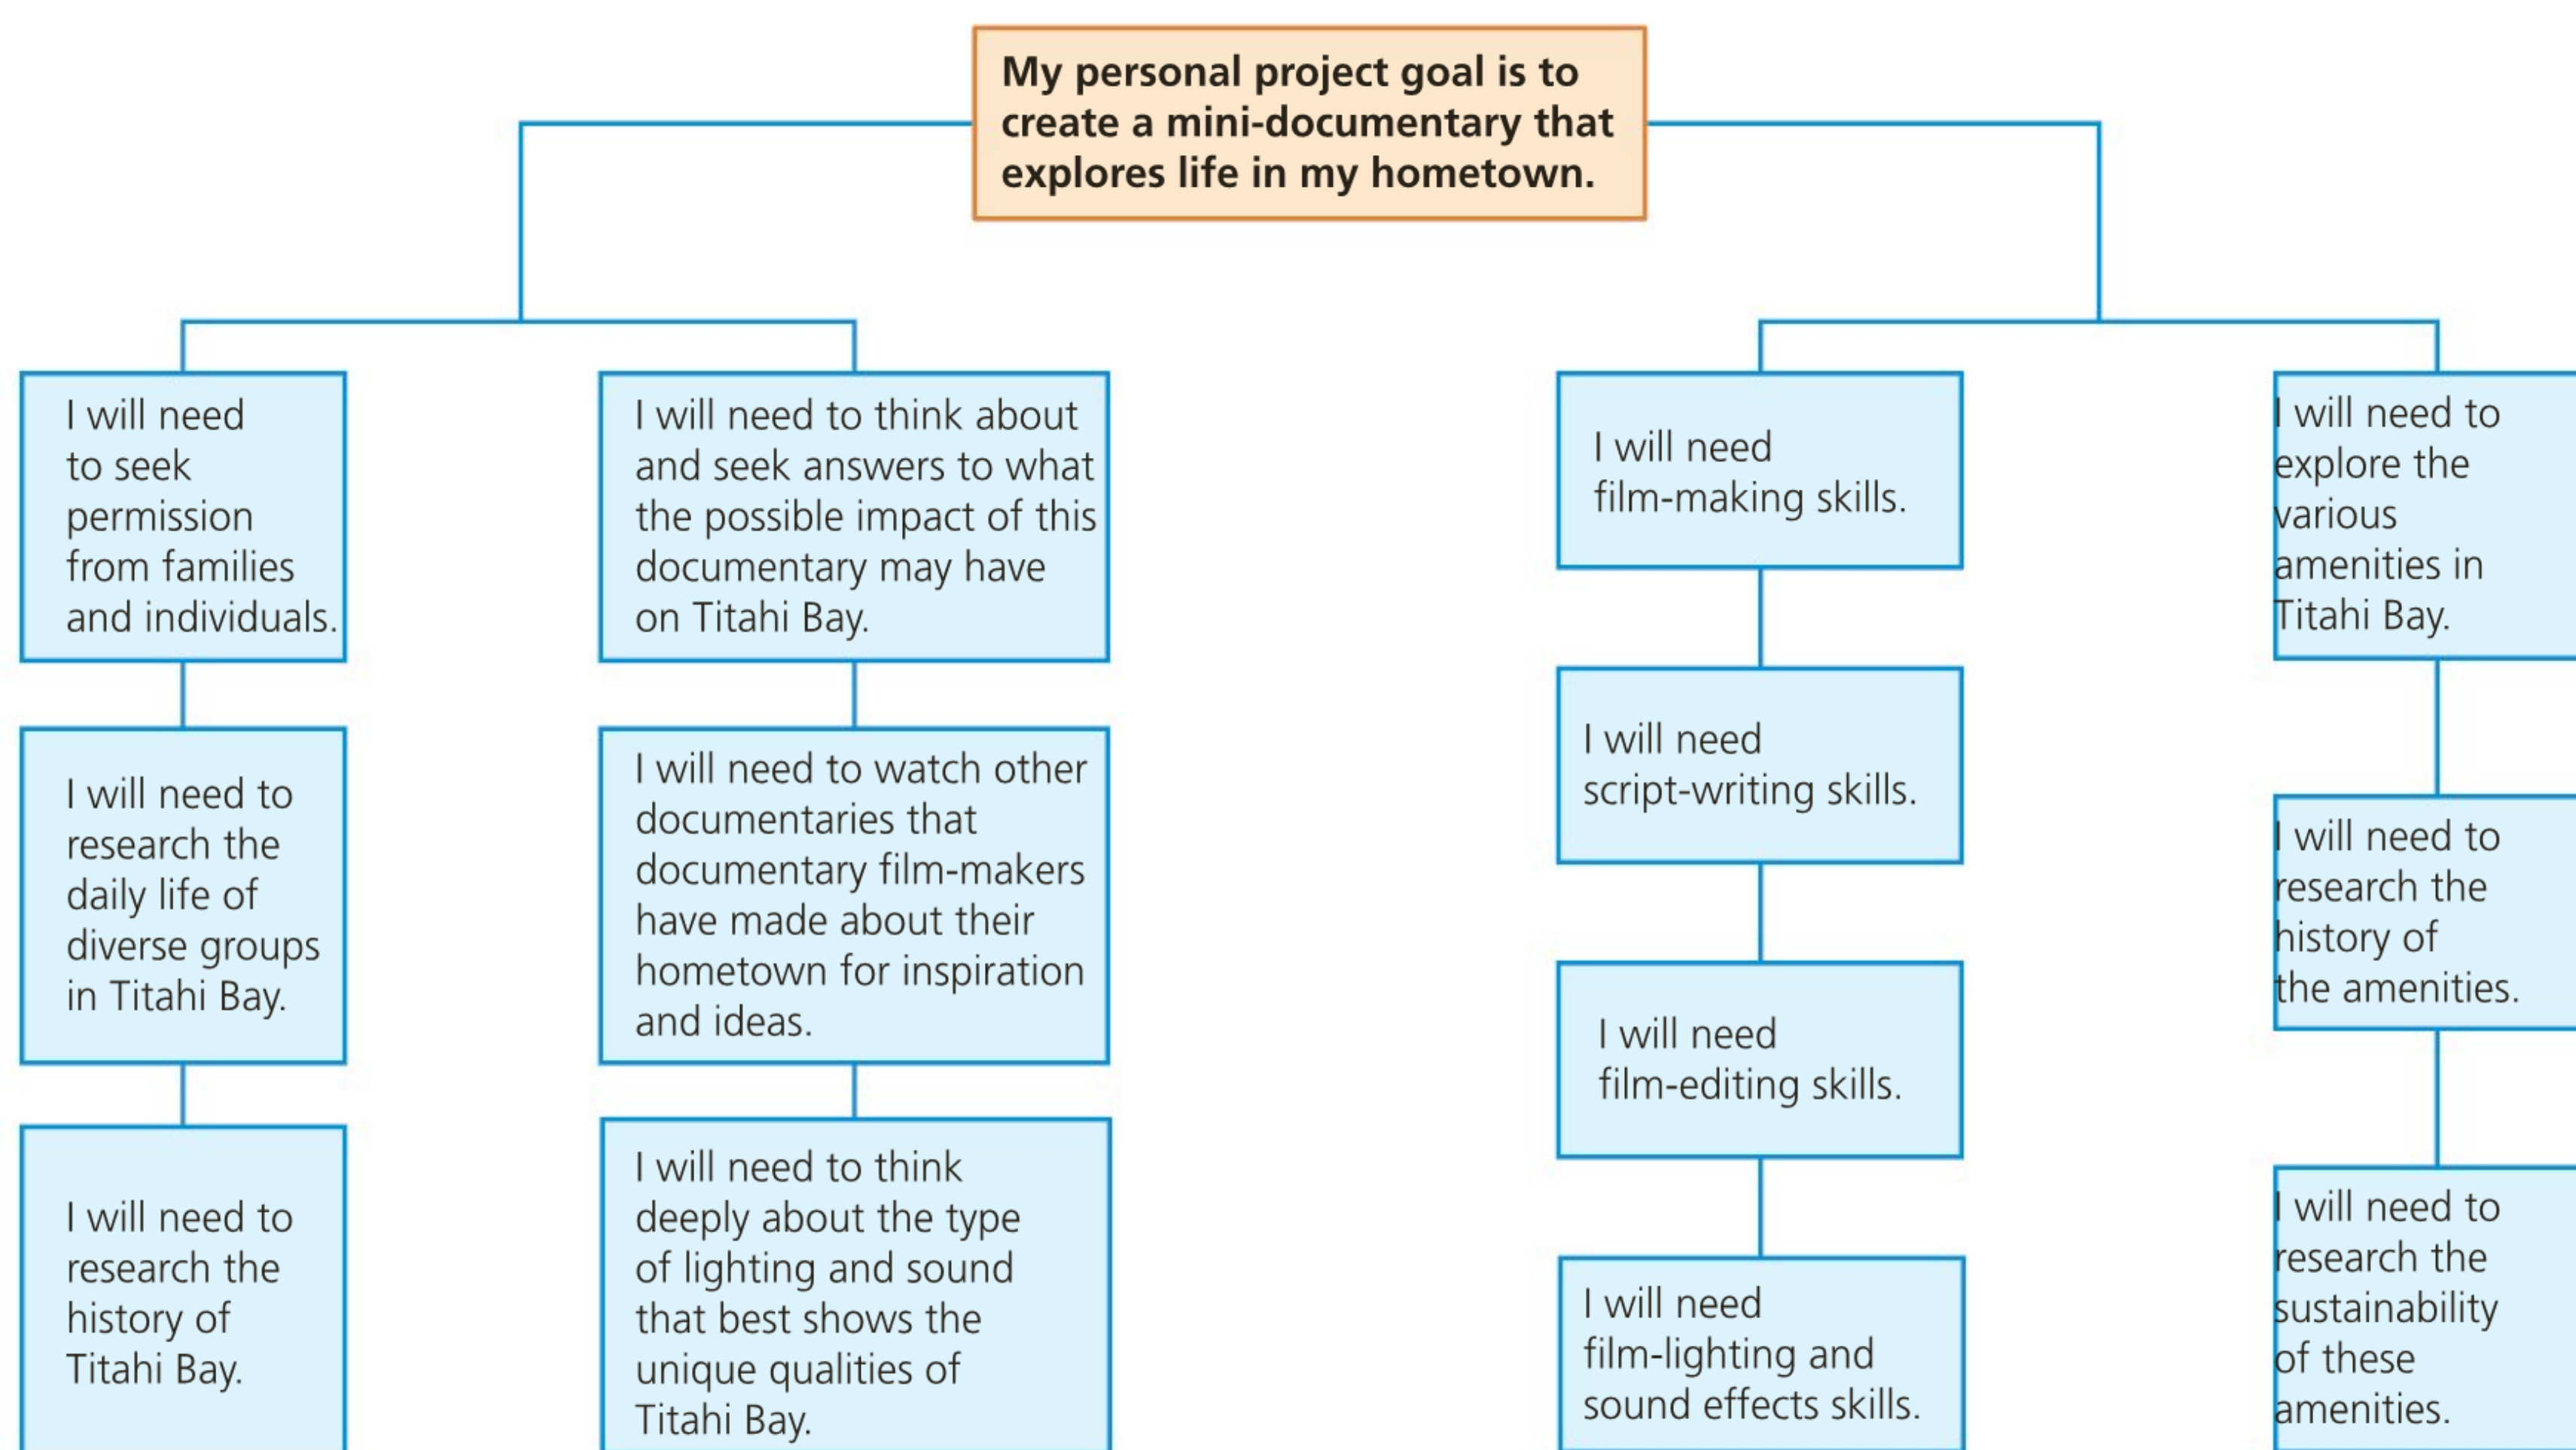 My personal project goal is to
create a mini-documentary that
explores life in my hometown.
I will need
to seek
permission
from families
and individuals.
I will need to
research the
daily life of
diverse groups
in Titahi Bay.
I will need to
research the
history of
Titahi Bay.
I will need to think about
and seek answers to what
the possible impact of this
documentary may have
on Titahi Bay.
I will need to watch other
documentaries that
documentary film-makers
have made about their
hometown for inspiration
and ideas.
I will need to think
deeply about the type
of lighting and sound
that best shows the
unique qualities of
Titahi Bay.
I will need
film-making skills.
I will need
script-writing skills.
I will need
film-editing skills.
I will need
film-lighting and
sound effects skills.
I will need to
explore the
various
amenities in
Titahi Bay.
I will need to
research the
history of
the amenities.
I will need to
research the
sustainability
of these
amenities.